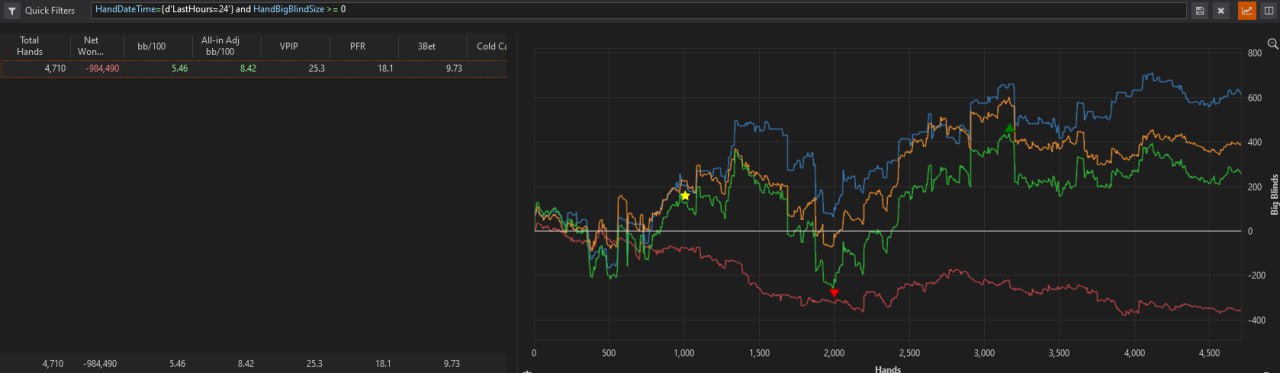 Quick Filters HandDateTime={d'LastHours=24'} and HandBigBlindSize >= 0
Total Hands Net Won... bb/100 All-in Adj bb/100 VPIP PFR 3Bet Cold Ca
4,710 -984,490 5.46 8.42 25.3 18.1 9.73
800
600
400
200
0
-200
-400
Big Blinds
0 500 1,000 1,500 2,000 2,500 3,000 3,500 4,000 4,500
Hands
4,710 -984,490 5.46 8.42 25.3 18.1 9.73